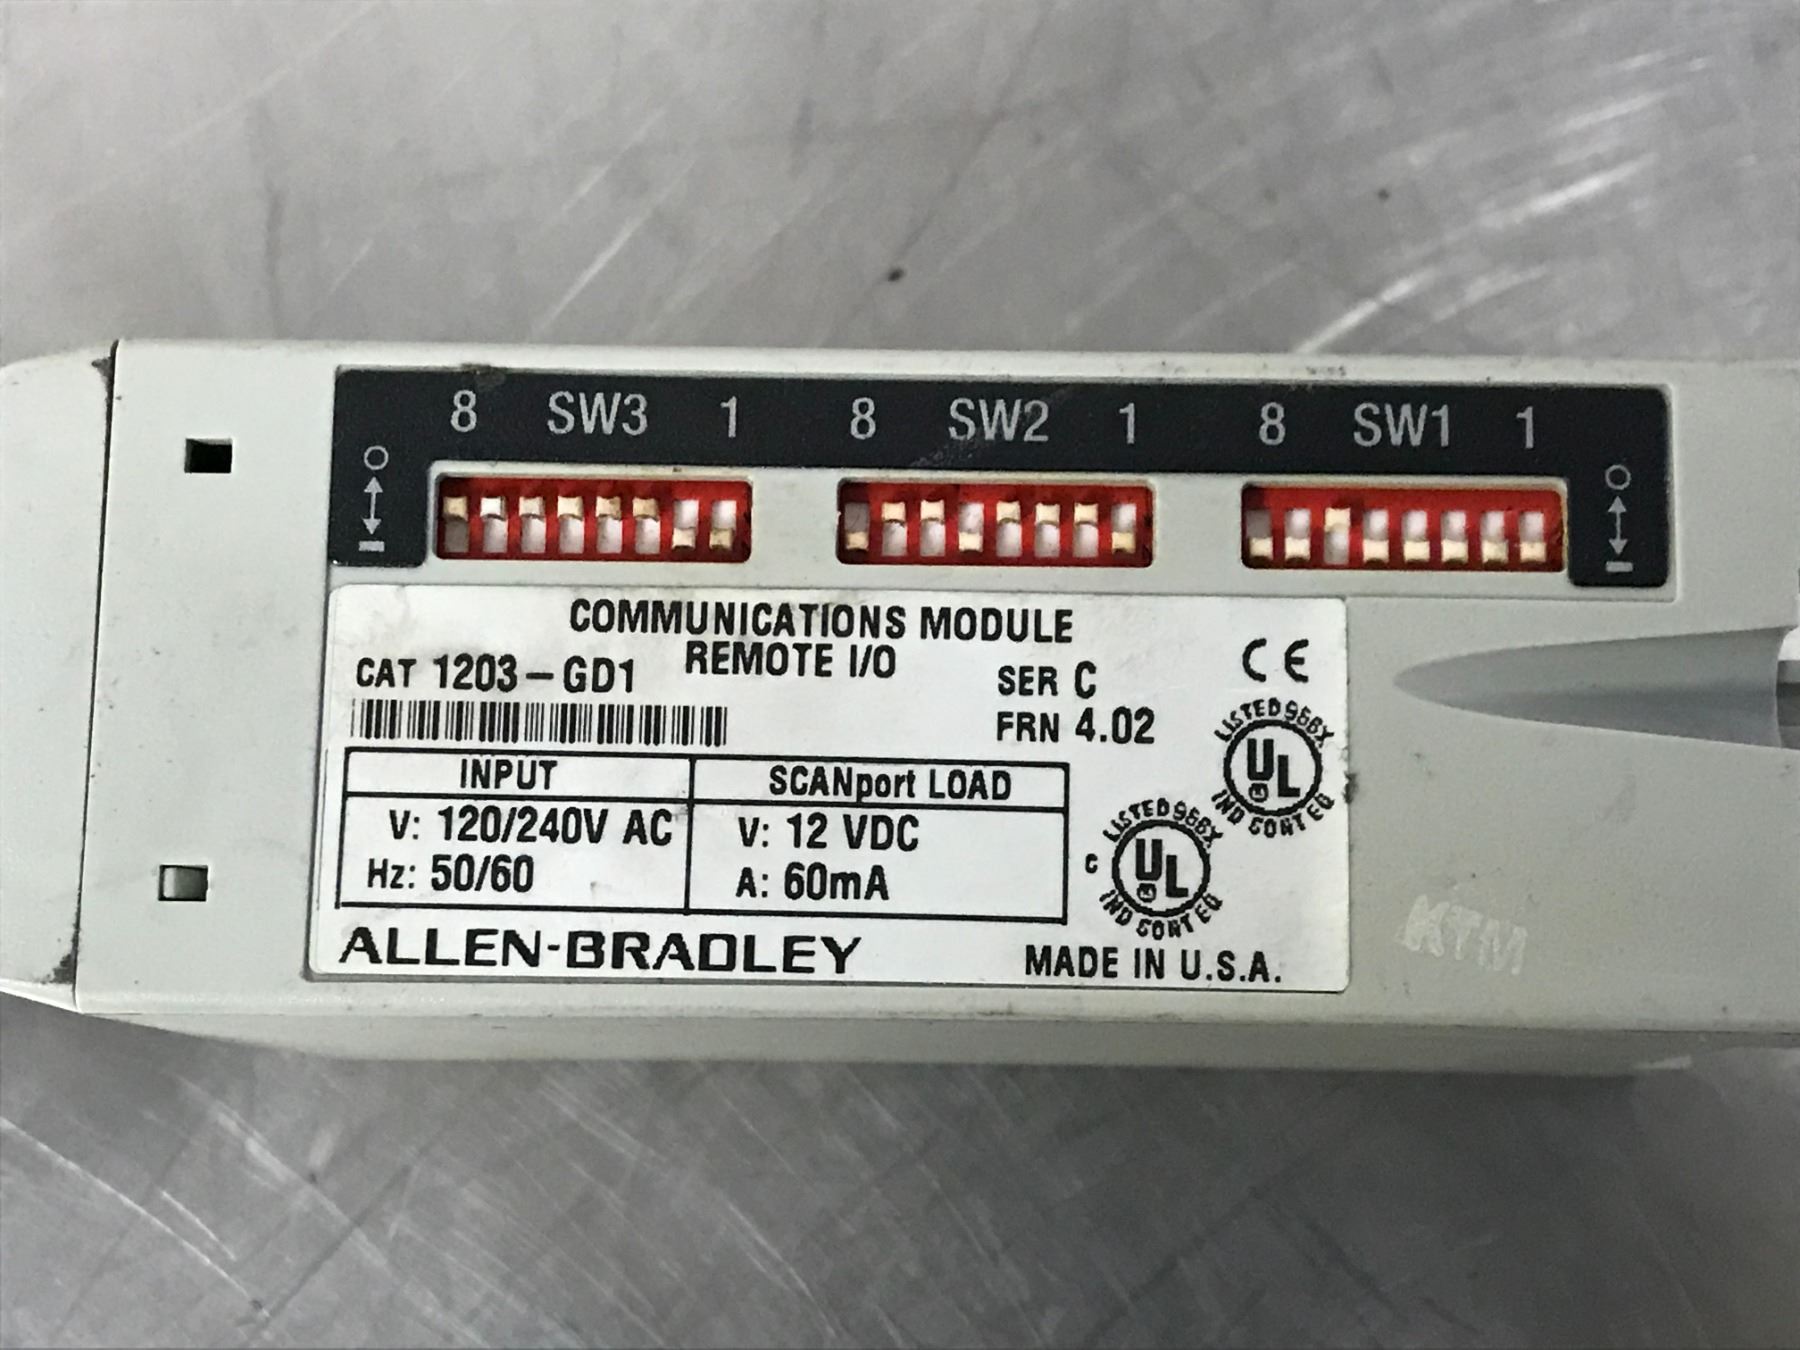 8 SW3 1 8 SW2 1 8 SW1 1
COMMUNICATIONS MODULE
REMOTE I/O
CAT 1203-GD1
SER C
FRN 4.02
CE
INPUT
V: 120/240V AC
Hz: 50/60
SCANport LOAD
V: 12 VDC
A: 60mA
LISTED 966X
UL
IND CONT EQ
LISTED 966X
C UL
IND CONT EQ
ALLEN-BRADLEY
MADE IN U.S.A.
KTM